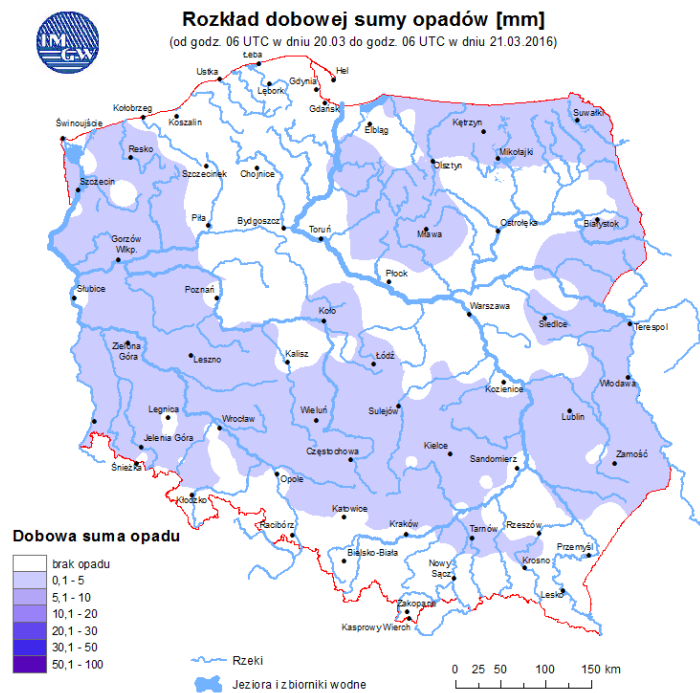 Rozkład dobowej sumy opadów [mm]
(od godz. 06 UTC w dniu 20.03 do godz. 06 UTC w dniu 21.03.2016)
IM
GW
Łeba
Ustka
Hel
Gdynia
Lębork
Gdańsk
Kołobrzeg
Koszalin
Świnoujście
Elbląg
Kętrzyn
Suwałki
Resko
Mikołajki
Olsztyn
Szczecinek
Chojnice
Szczecin
Piła
Bydgoszcz
Toruń
Mława
Ostrołęka
Białystok
Gorzów
Wlkp.
Płock
Słubice
Poznań
Koło
Warszawa
Siedlce
Terespol
Zielona
Góra
Leszno
Kalisz
Łódź
Kozienice
Włodawa
Legnica
Wrocław
Wieluń
Sulejów
Lublin
Jelenia Góra
Śnieżka
Częstochowa
Kielce
Sandomierz
Zamość
Kłodzko
Opole
Katowice
Racibórz
Kraków
Tarnów
Rzeszów
Przemyśl
Bielsko-Biała
Nowy
Sącz
Krosno
Lesko
Zakopane
Kasprowy Wierch
Dobowa suma opadu
brak opadu
0,1 - 5
5,1 - 10
10,1 - 20
20,1 - 30
30,1 - 50
50,1 - 100
Rzeki
Jeziora i zbiorniki wodne
0 25 50 100 150 km